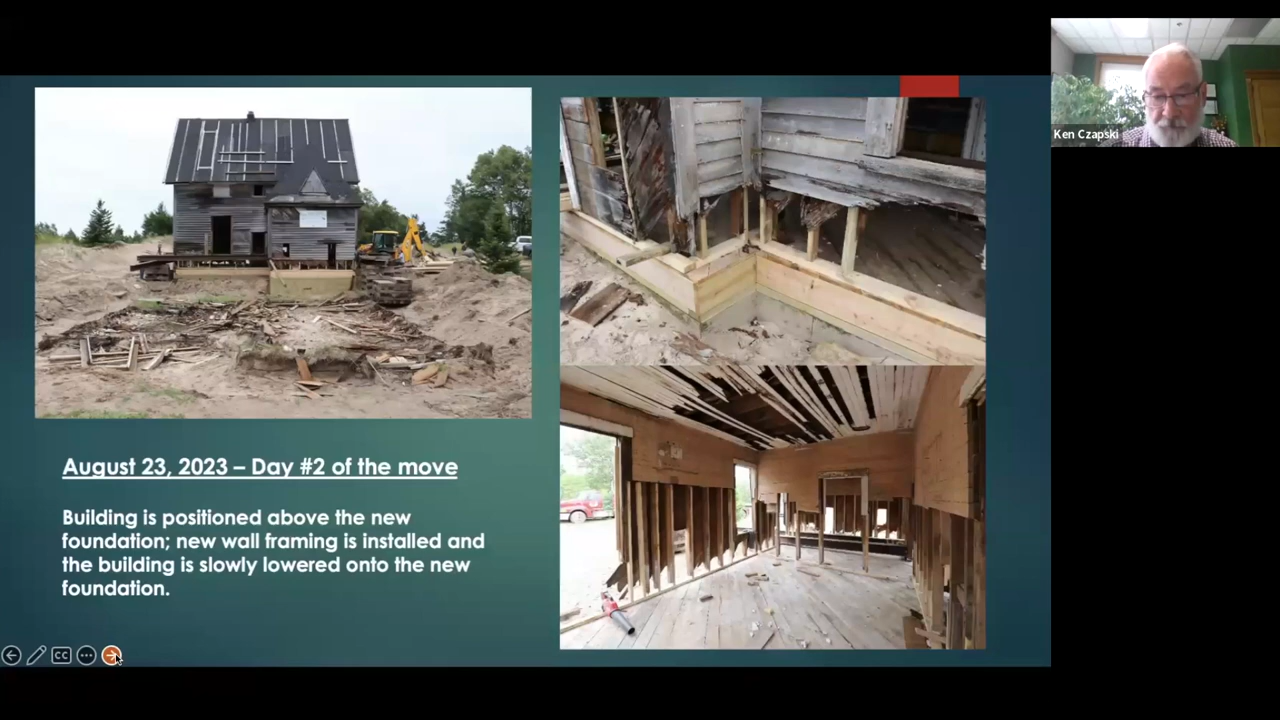 Ken Czapski
August 23, 2023 – Day #2 of the move
Building is positioned above the new
foundation; new wall framing is installed and
the building is slowly lowered onto the new
foundation.
CC